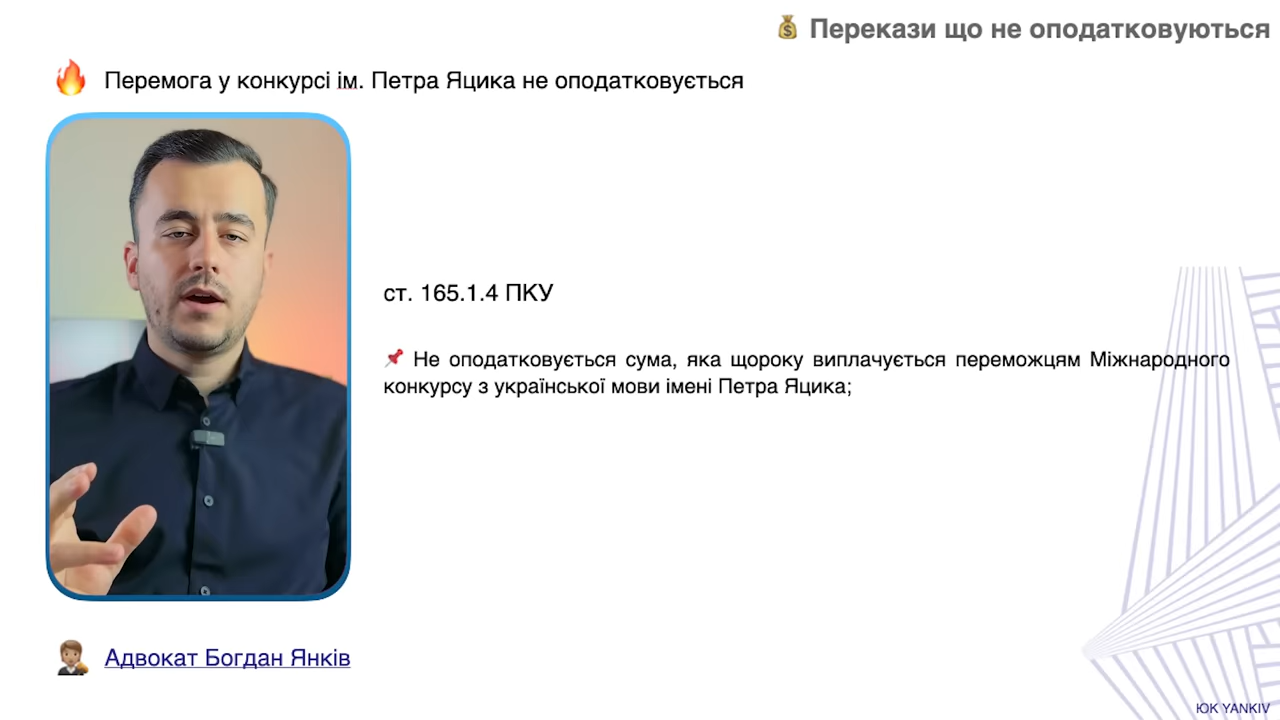 💰 Перекази що не оподатковуються
🔥 Перемога у конкурсі ім. Петра Яцика не оподатковується
ст. 165.1.4 ПКУ
📌 Не оподатковується сума, яка щороку виплачується переможцям Міжнародного
конкурсу з української мови імені Петра Яцика;
Адвокат Богдан Янків
ЮК YANKIV